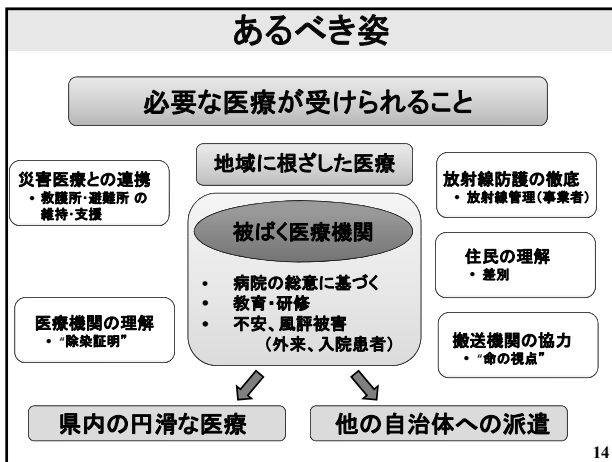 あるべき姿
必要な医療が受けられること
地域に根ざした医療
災害医療との連携
・ 救護所・避難所 の
維持・支援
医療機関の理解
・ “除染証明”
被ばく医療機関
・ 病院の総意に基づく
・ 教育・研修
・ 不安、風評被害
（外来、入院患者）
放射線防護の徹底
・ 放射線管理（事業者）
住民の理解
・ 差別
搬送機関の協力
・ “命の視点”
県内の円滑な医療
他の自治体への派遣
14